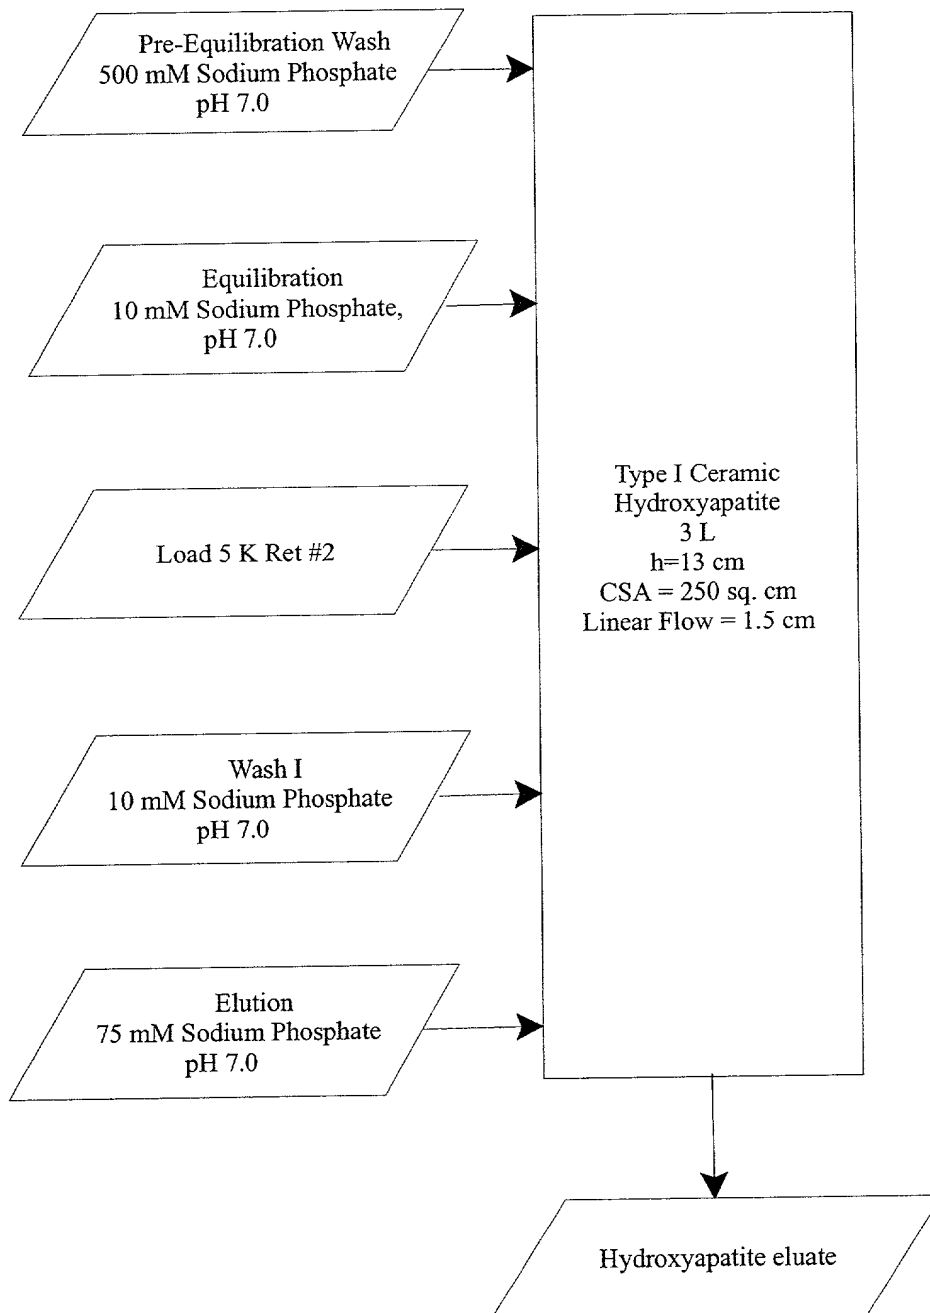 Pre-Equilibration Wash
500 mM Sodium Phosphate
pH 7.0
Equilibration
10 mM Sodium Phosphate,
pH 7.0
Load 5 K Ret #2
Wash I
10 mM Sodium Phosphate
pH 7.0
Elution
75 mM Sodium Phosphate
pH 7.0
Type I Ceramic
Hydroxyapatite
3 L
h=13 cm
CSA = 250 sq. cm
Linear Flow = 1.5 cm
Hydroxyapatite eluate